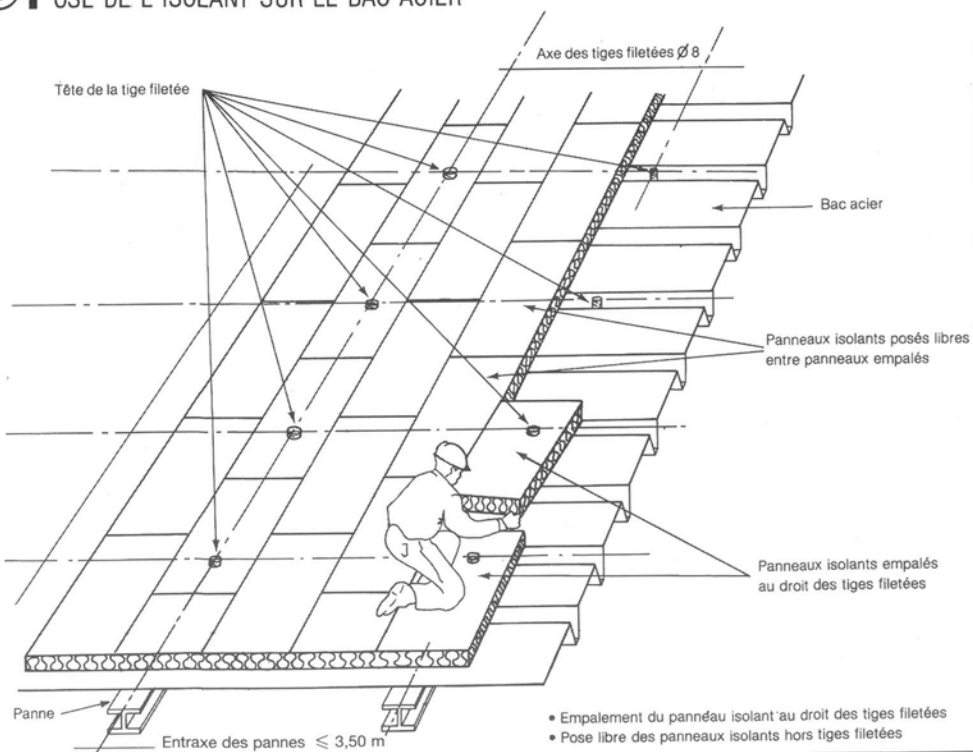 OSE DE L'ISOLANT SUR LE BAC ACIER
Axe des tiges filetées Ø 8
Tête de la tige filetée
Bac acier
Panneaux isolants posés libres
entre panneaux empalés
Panneaux isolants empalés
au droit des tiges filetées
Panne
Entraxe des pannes ≤ 3,50 m
• Empalement du panneau isolant au droit des tiges filetées
• Pose libre des panneaux isolants hors tiges filetées